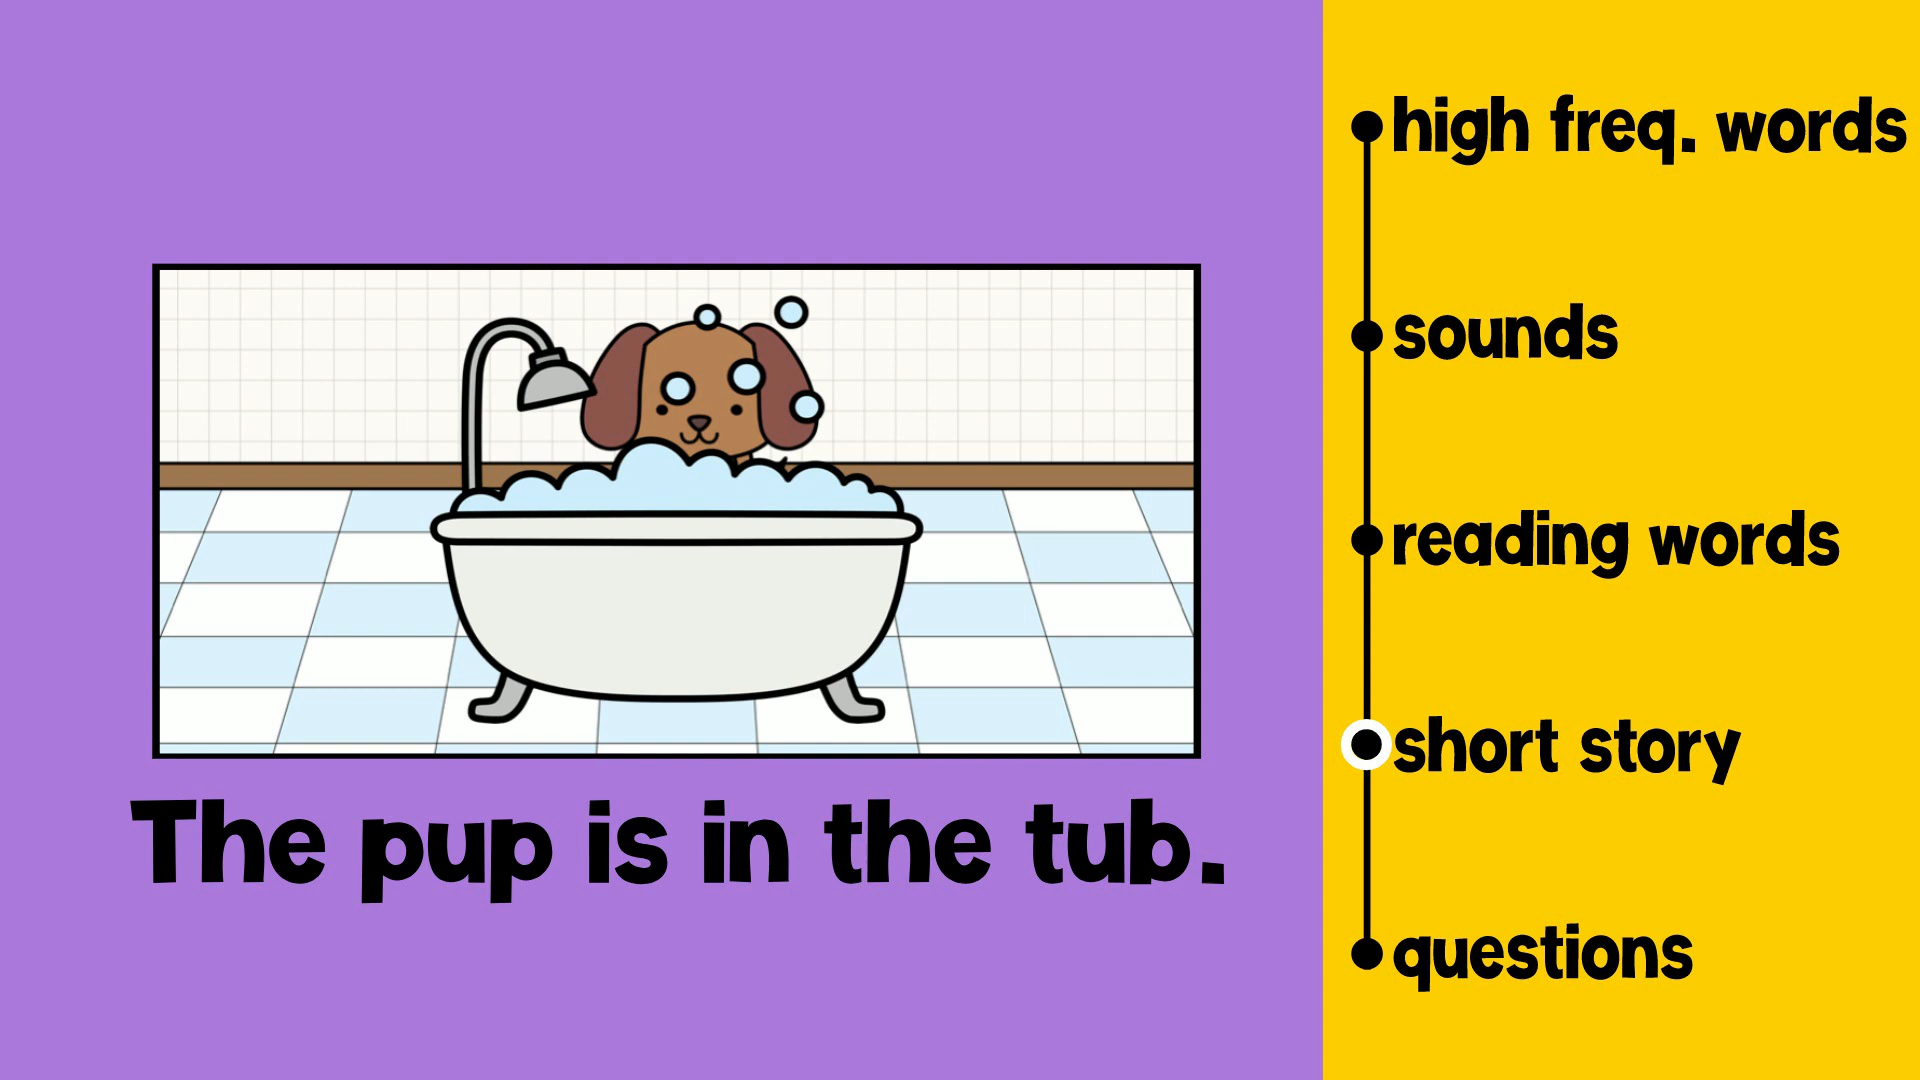 The pup is in the tub.
high freq. words
sounds
reading words
short story
questions